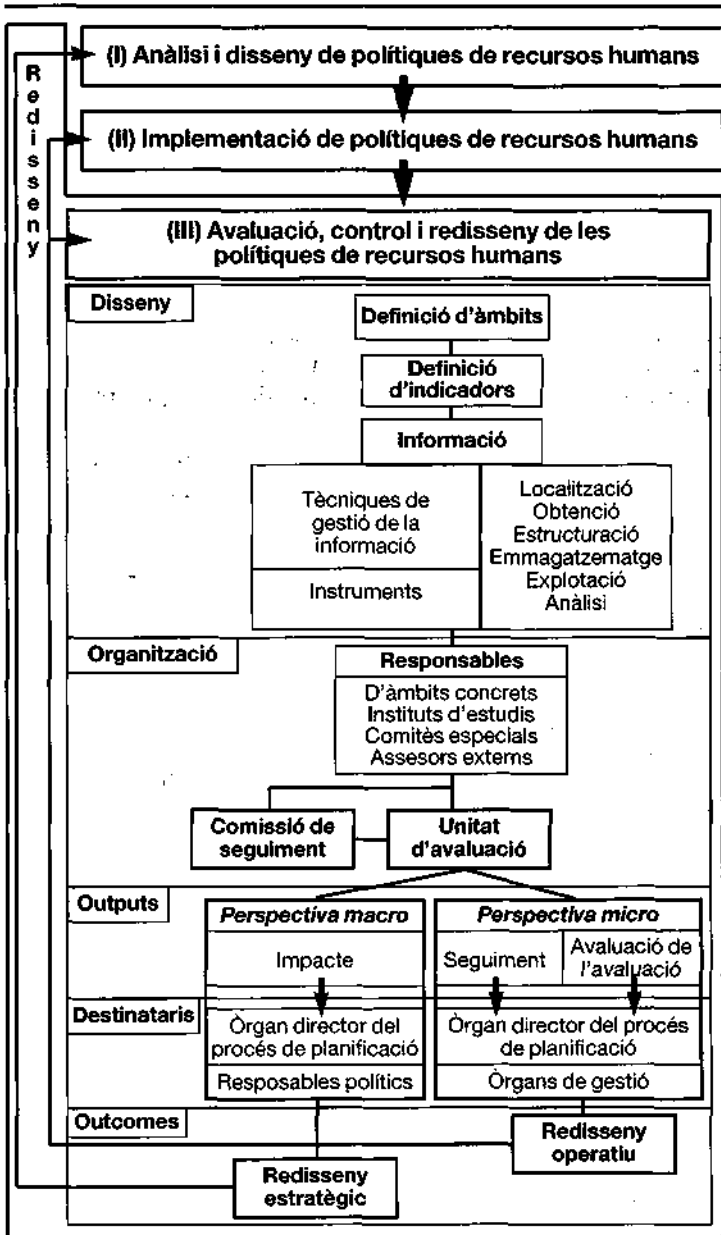 (I) Anàlisi i disseny de polítiques de recursos humans
Redisseny
(II) Implementació de polítiques de recursos humans
(III) Avaluació, control i redisseny de les
polítiques de recursos humans
Disseny
Definició d'àmbits
Definició
d'indicadors
Informació
Tècniques de
gestió de la
informació
Instruments
Localització
Obtenció
Estructuració
Emmagatzematge
Explotació
Anàlisi
Organització
Responsables
D'àmbits concrets
Instituts d'estudis
Comitès especials
Assesors externs
Comissió de
seguiment
Unitat
d'avaluació
Outputs
Perspectiva macro
Impacte
Perspectiva micro
Seguiment
Avaluació de
l'avaluació
Destinataris
Òrgan director del
procés de planificació
Resposables polítics
Òrgan director del procés
de planificació
Òrgans de gestió
Outcomes
Redisseny
operatiu
Redisseny
estratègic